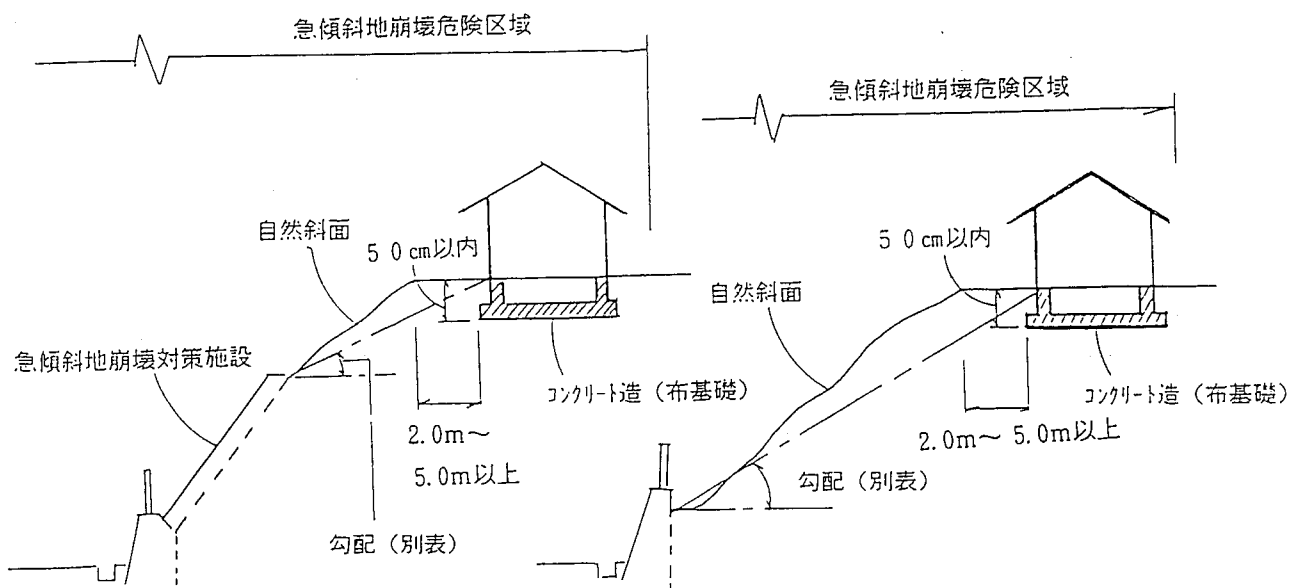 急傾斜地崩壊危険区域
自然斜面
50cm以内
急傾斜地崩壊対策施設
コンクリート造(布基礎)
2.0m~
5.0m以上
勾配(別表)
急傾斜地崩壊危険区域
50cm以内
自然斜面
コンクリート造(布基礎)
2.0m~5.0m以上
勾配(別表)